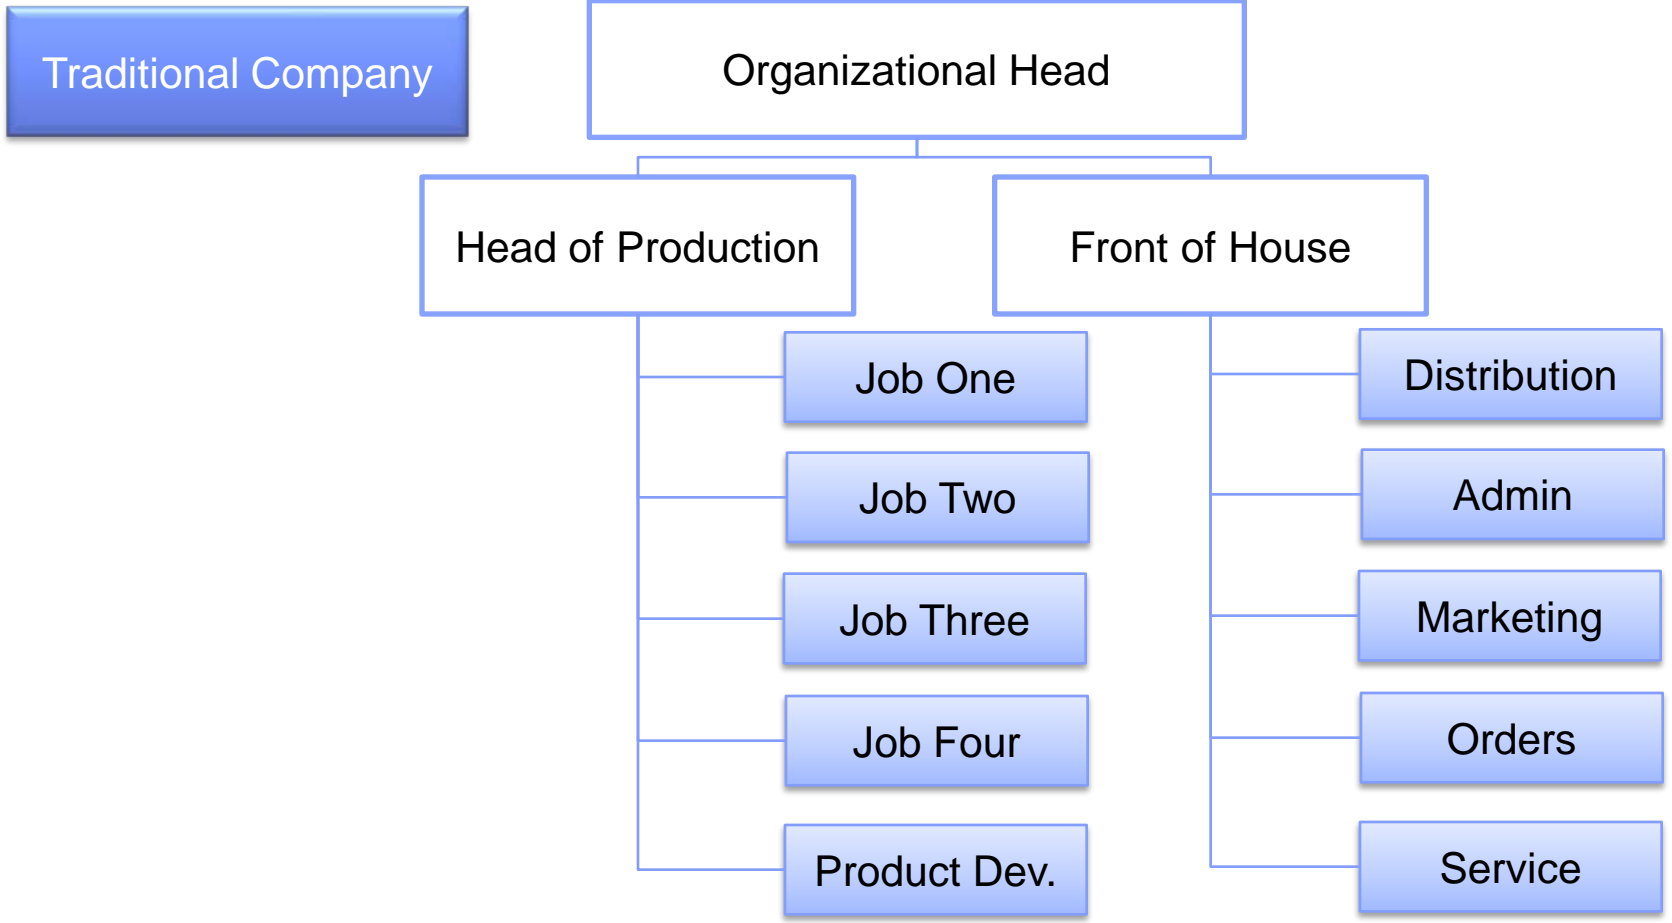 Traditional Company
Organizational Head
Head of Production
Front of House
Job One
Job Two
Job Three
Job Four
Product Dev.
Distribution
Admin
Marketing
Orders
Service